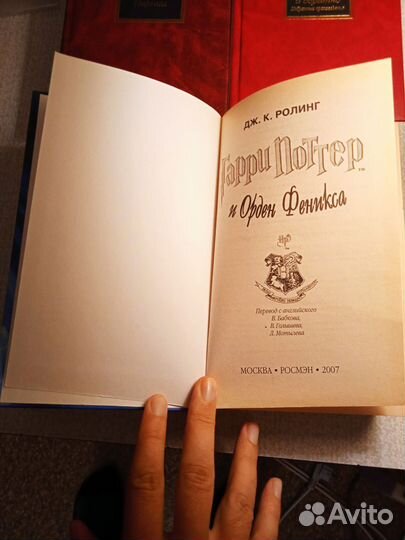 Дж. К. РОЛИНГ
Гарри Поттер
и Орден Феникса
Перевод с английского
В. Бабкова,
В. Голышева,
Л. Мотылева
МОСКВА • РОСМЭН • 2007
Avito